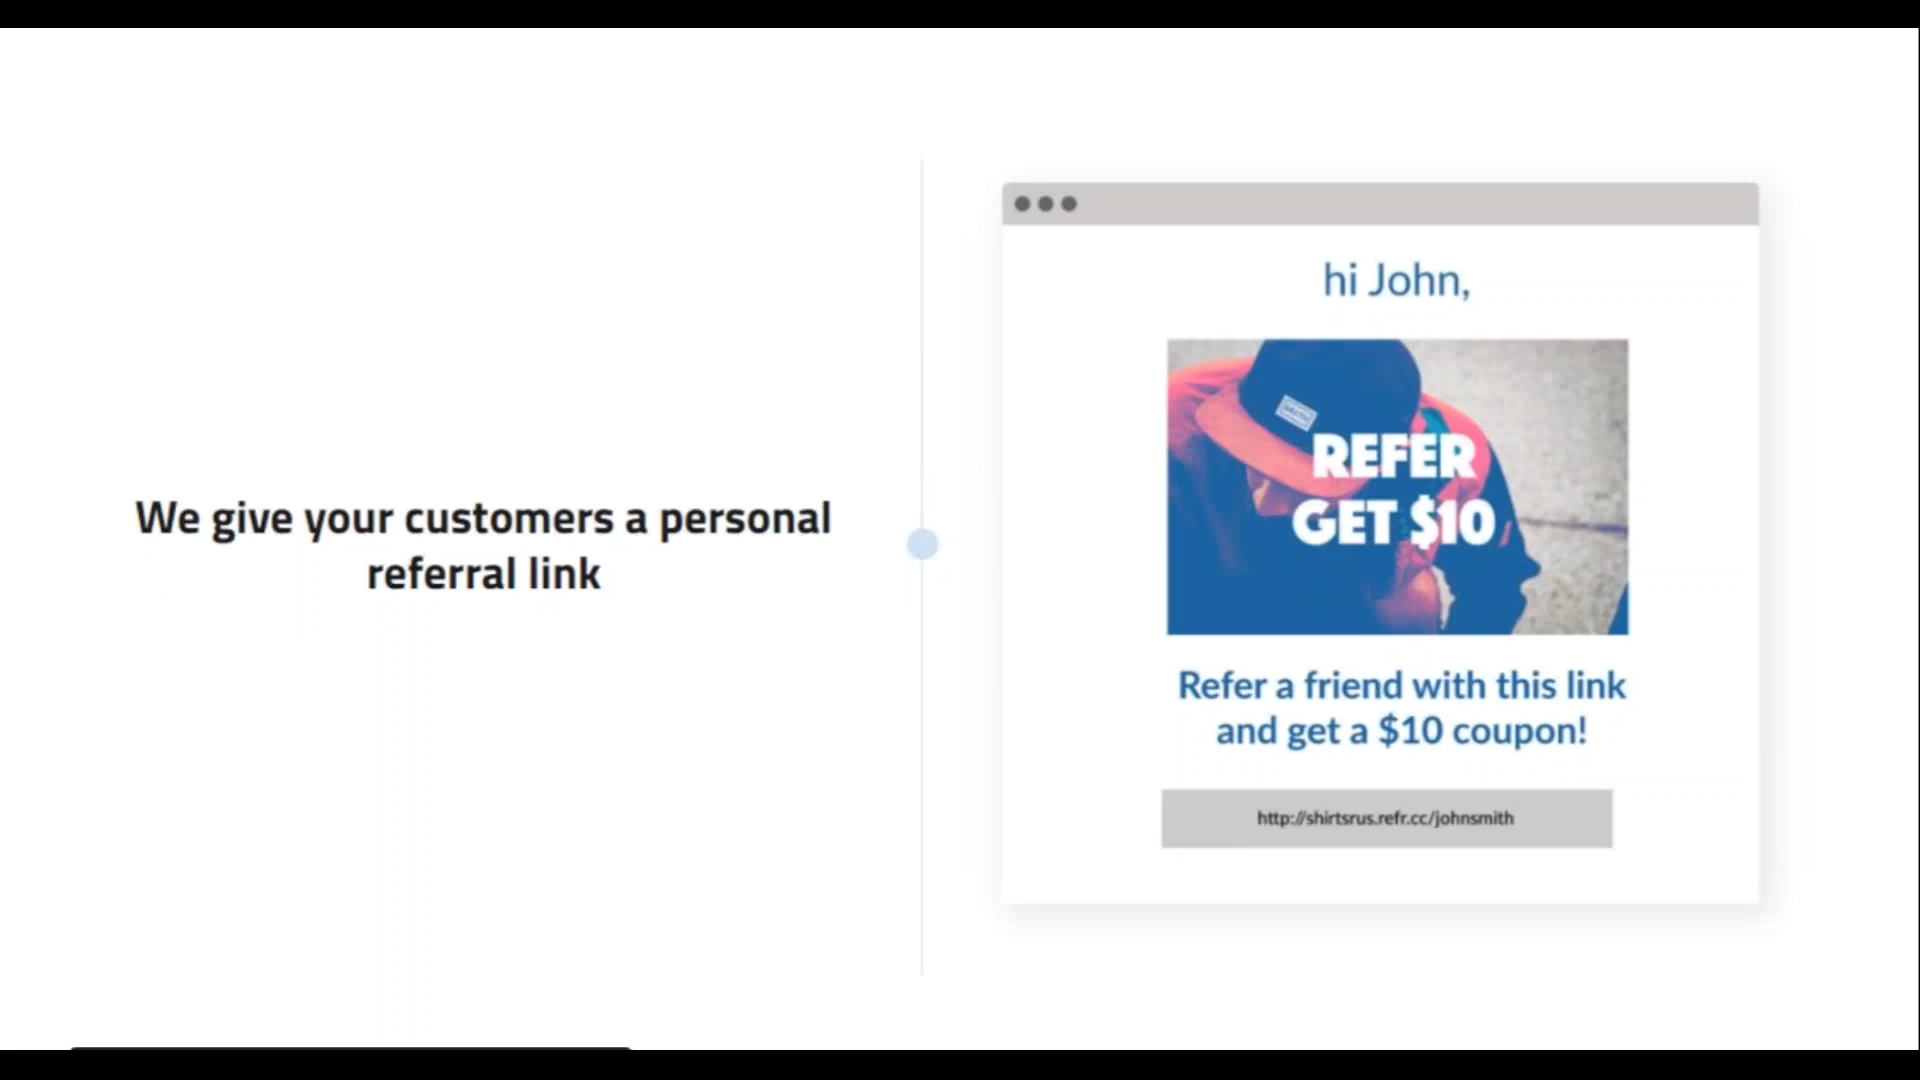 We give your customers a personal
referral link
hi John,
REFER
GET $10
Refer a friend with this link
and get a $10 coupon!
http://shirtsrus.refr.cc/johnsmith